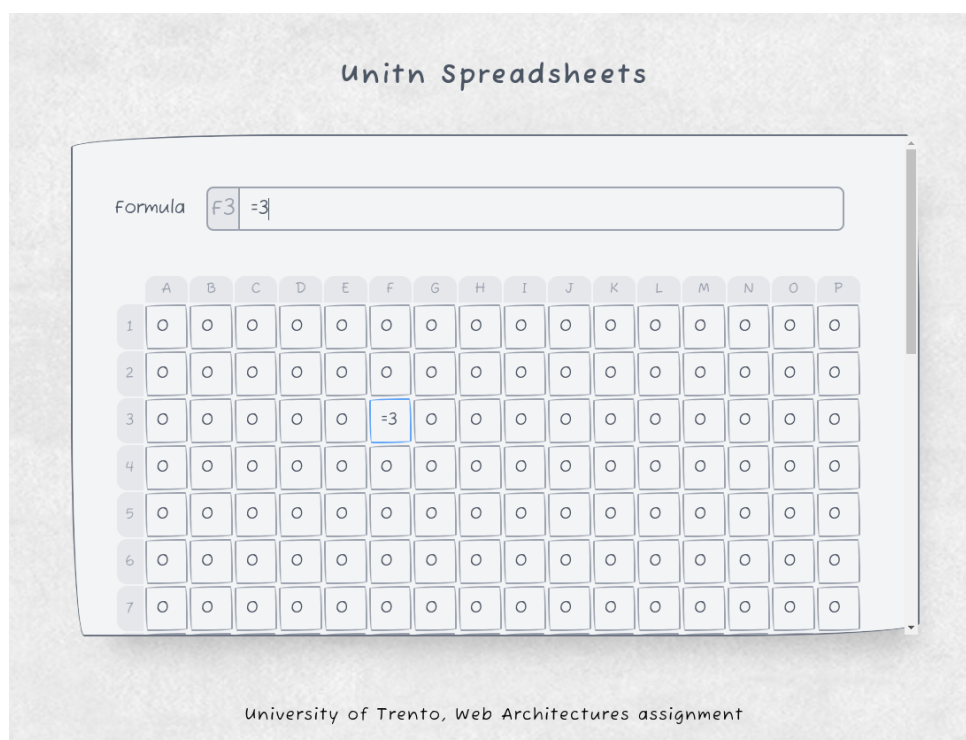 Unitn Spreadsheets
Formula F3 =3
A B C D E F G H I J K L M N O P
1 0 0 0 0 0 0 0 0 0 0 0 0 0 0 0 0
2 0 0 0 0 0 0 0 0 0 0 0 0 0 0 0 0
3 0 0 0 0 0 =3 0 0 0 0 0 0 0 0 0 0
4 0 0 0 0 0 0 0 0 0 0 0 0 0 0 0 0
5 0 0 0 0 0 0 0 0 0 0 0 0 0 0 0 0
6 0 0 0 0 0 0 0 0 0 0 0 0 0 0 0 0
7 0 0 0 0 0 0 0 0 0 0 0 0 0 0 0 0
University of Trento, Web Architectures assignment